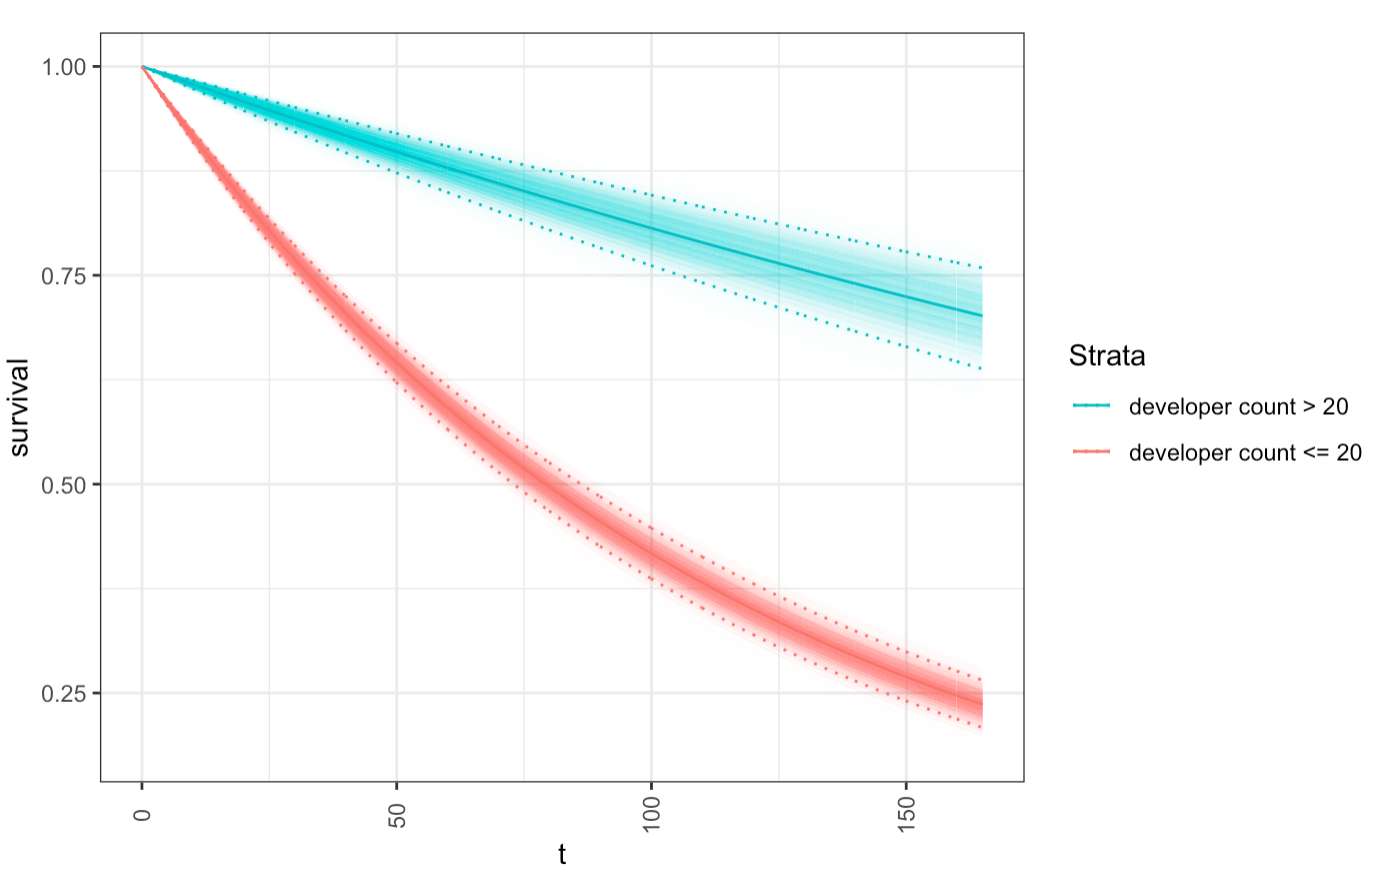 1.00
0.75
0.50
0.25
survival
0
50
100
150
t
Strata
developer count > 20
developer count <= 20